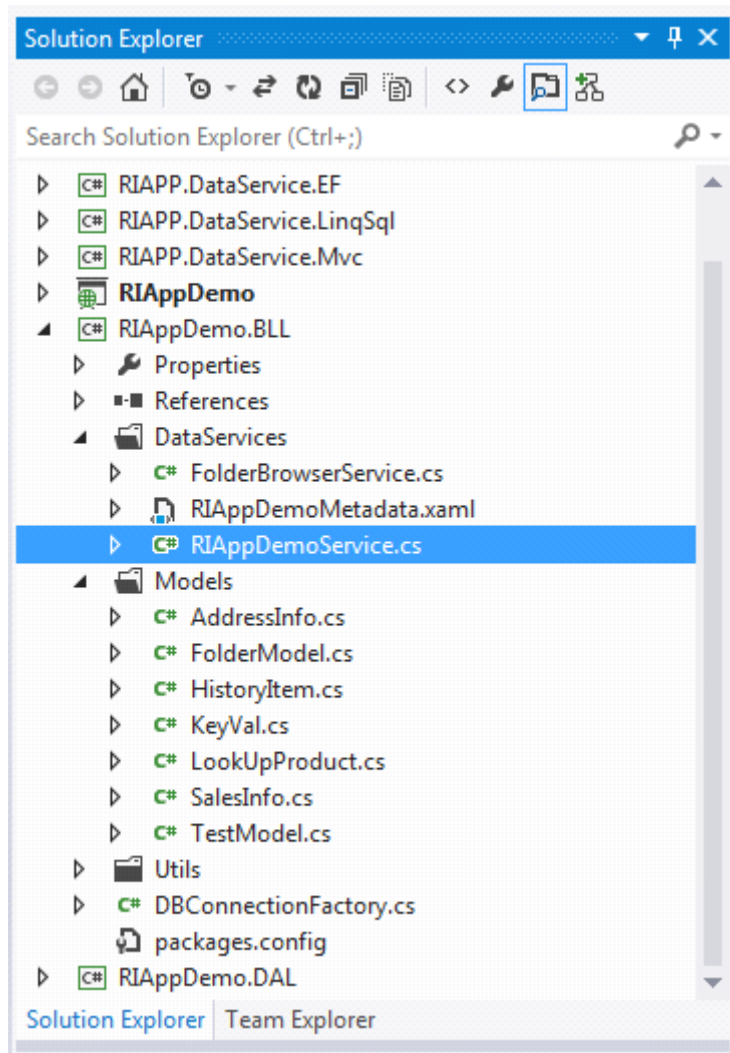 Solution Explorer
Search Solution Explorer (Ctrl+;)
C# RIAPP.DataService.EF
C# RIAPP.DataService.LinqSql
C# RIAPP.DataService.Mvc
RIAppDemo
C# RIAppDemo.BLL
Properties
References
DataServices
C# FolderBrowserService.cs
RIAppDemoMetadata.xaml
C# RIAppDemoService.cs
Models
C# AddressInfo.cs
C# FolderModel.cs
C# HistoryItem.cs
C# KeyVal.cs
C# LookUpProduct.cs
C# SalesInfo.cs
C# TestModel.cs
Utils
C# DBConnectionFactory.cs
packages.config
C# RIAppDemo.DAL
Solution Explorer Team Explorer